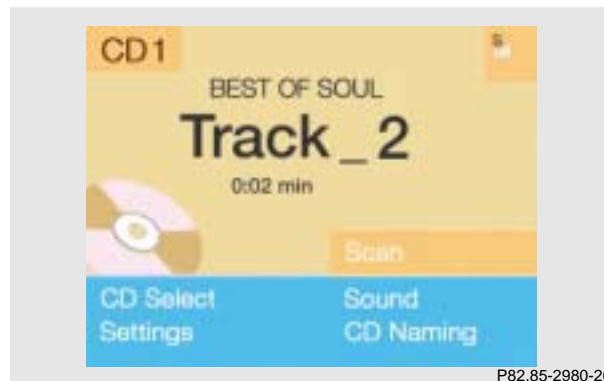 CD 1
BEST OF SOUL
Track _ 2
0:02 min
Scan
CD Select Sound
Settings CD Naming